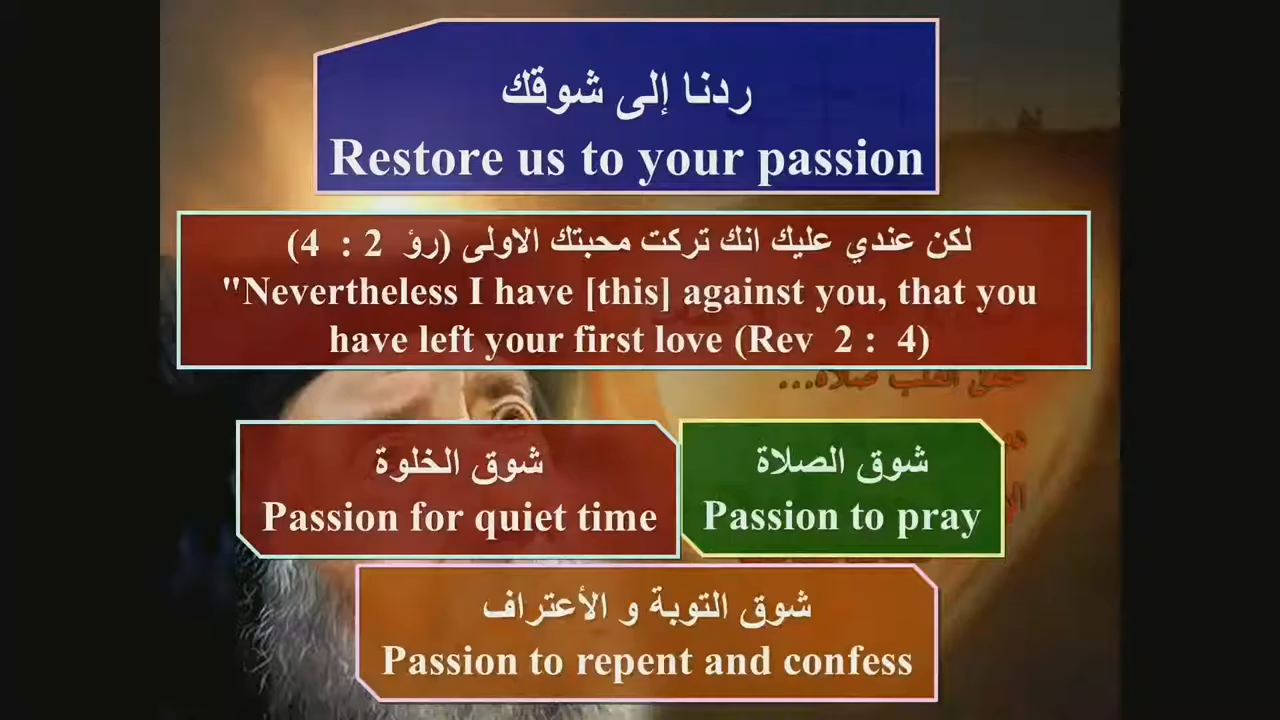 ردنا إلى شوقك
Restore us to your passion
لكن عندي عليك انك تركت محبتك الاولى (رؤ 2 : 4)
"Nevertheless I have [this] against you, that you
have left your first love (Rev 2 : 4)
شوق الصلاة
Passion to pray
شوق الخلوة
Passion for quiet time
شوق التوبة و الأعتراف
Passion to repent and confess